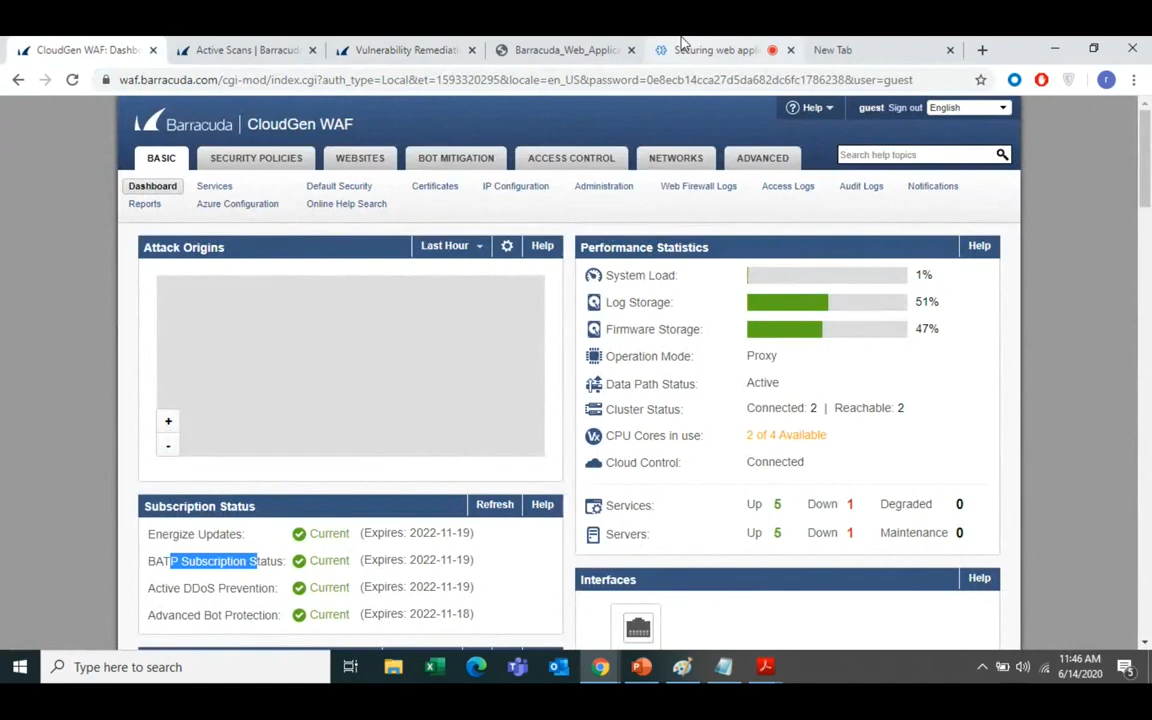 CloudGen WAF: Dashb
Active Scans | Barracud
Vulnerability Remediati
Barracuda_Web_Applic
Securing web appl
New Tab
waf.barracuda.com/cgi-mod/index.cgi?auth_type=Local&et=1593320295&locale=en_US&password=0e8ecb14cca27d5da682dc6fc1786238&user=guest
r
Help
guest Sign out English
Barracuda | CloudGen WAF
BASIC SECURITY POLICIES WEBSITES BOT MITIGATION ACCESS CONTROL NETWORKS ADVANCED
Search help topics
Dashboard Services Default Security Certificates IP Configuration Administration Web Firewall Logs Access Logs Audit Logs Notifications
Reports Azure Configuration Online Help Search
Attack Origins Last Hour Help
+
-
Performance Statistics Help
System Load: 1%
Log Storage: 51%
Firmware Storage: 47%
Operation Mode: Proxy
Data Path Status: Active
Cluster Status: Connected: 2 | Reachable: 2
CPU Cores in use: 2 of 4 Available
Cloud Control: Connected
Services: Up 5 Down 1 Degraded 0
Servers: Up 5 Down 1 Maintenance 0
Subscription Status Refresh Help
Energize Updates: Current (Expires: 2022-11-19)
BATP Subscription Status: Current (Expires: 2022-11-19)
Active DDoS Prevention: Current (Expires: 2022-11-19)
Advanced Bot Protection: Current (Expires: 2022-11-18)
Interfaces Help
Type here to search
11:46 AM
6/14/2020
5